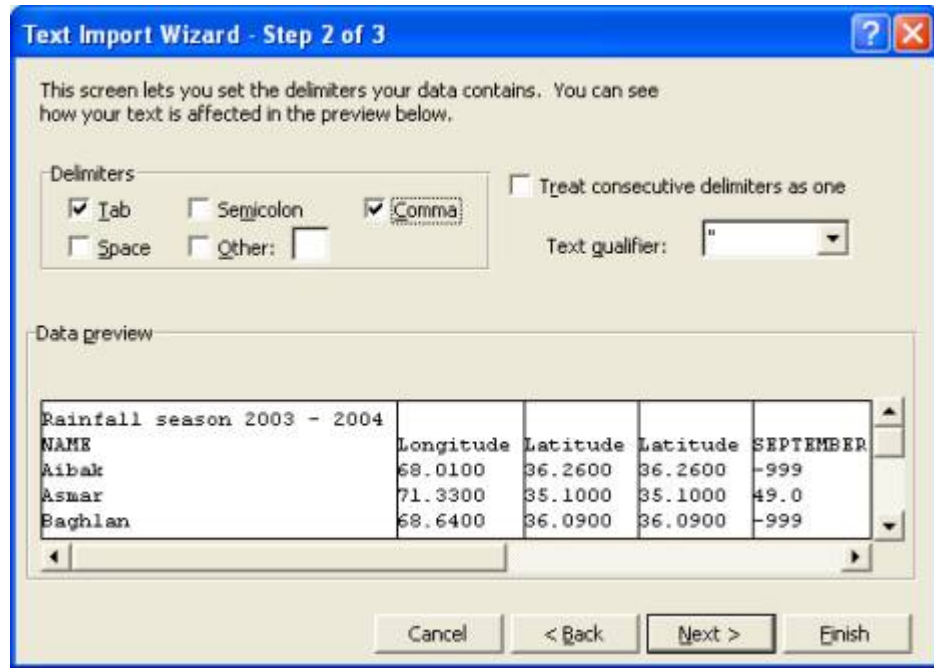 Text Import Wizard - Step 2 of 3
This screen lets you set the delimiters your data contains. You can see
how your text is affected in the preview below.
Delimiters
Tab Semicolon Comma
Space Other:
Treat consecutive delimiters as one
Text qualifier: "
Data preview
Rainfall season 2003 - 2004
NAME Longitude Latitude Latitude SEPTEMBER
Aibak 68.0100 36.2600 36.2600 -999
Asmar 71.3300 35.1000 35.1000 49.0
Baghlan 68.6400 36.0900 36.0900 -999
Cancel < Back Next > Finish